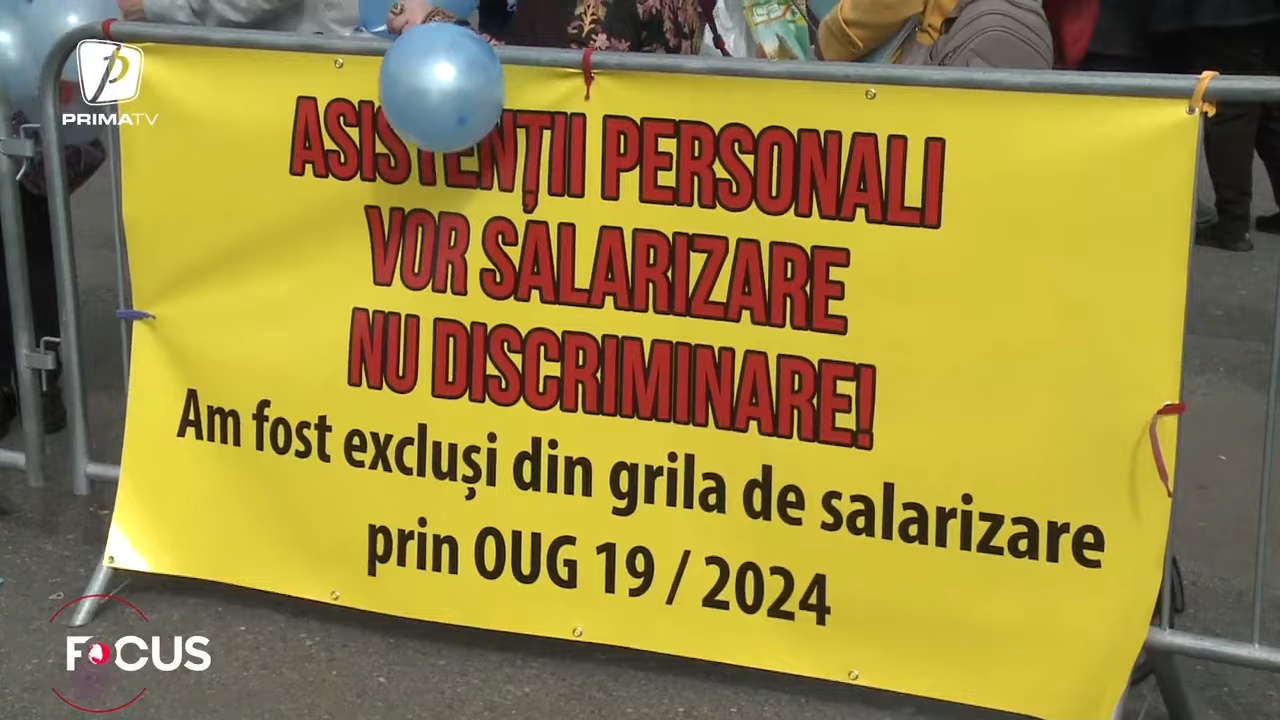 PRIMATV
ASISTENȚII PERSONALI
VOR SALARIZARE
NU DISCRIMINARE!
Am fost excluși din grila de salarizare
prin OUG 19 / 2024
FOCUS